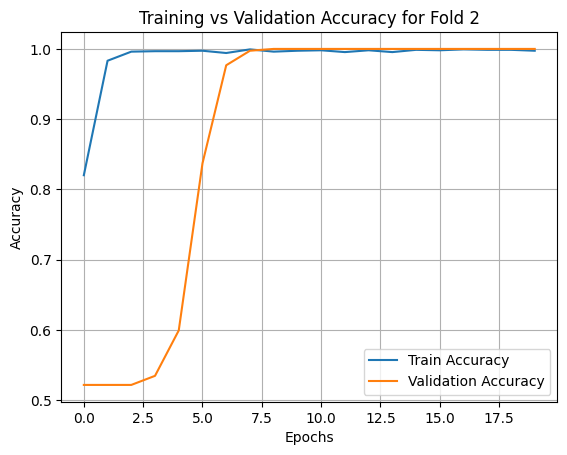 Training vs Validation Accuracy for Fold 2
1.0
0.9
0.8
0.7
0.6
0.5
Accuracy
Train Accuracy
Validation Accuracy
0.0 2.5 5.0 7.5 10.0 12.5 15.0 17.5
Epochs